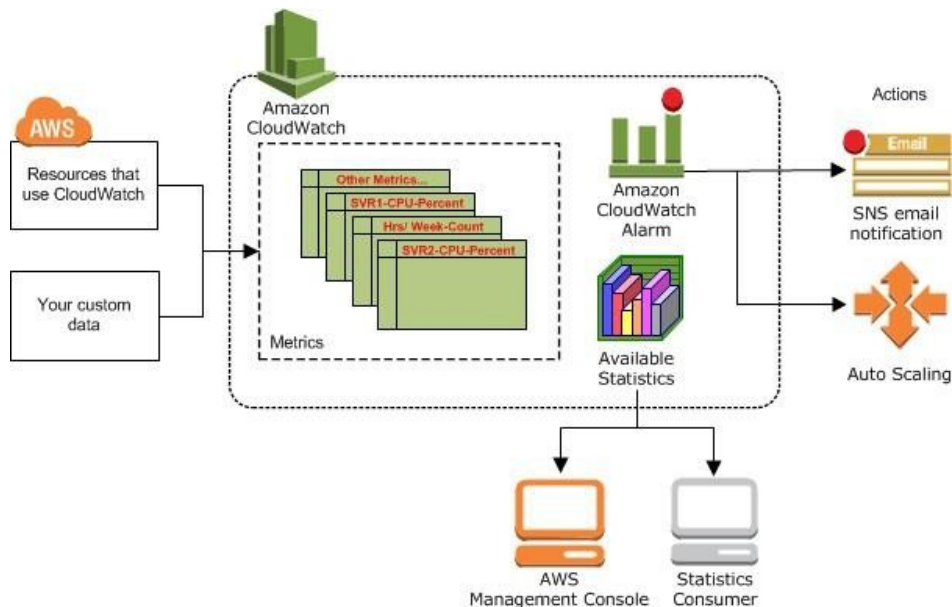 Amazon
CloudWatch
AWS
Resources that
use CloudWatch
Your custom
data
Other Metrics...
SVR1-CPU-Percent
Hrs/ Week-Count
SVR2-CPU-Percent
Metrics
Amazon
CloudWatch
Alarm
Available
Statistics
Actions
Email
SNS email
notification
Auto Scaling
AWS
Management Console
Statistics
Consumer